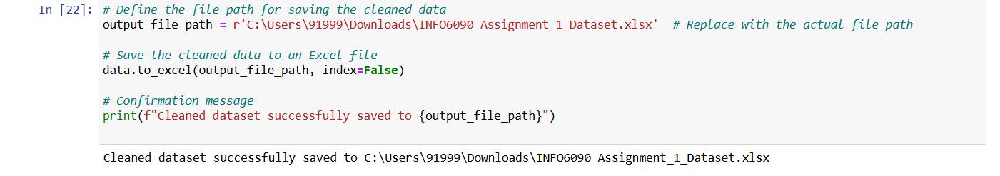 In [22]: # Define the file path for saving the cleaned data
output_file_path = r'C:\Users\91999\Downloads\INFO6090 Assignment_1_Dataset.xlsx'  # Replace with the actual file path
# Save the cleaned data to an Excel file
data.to_excel(output_file_path, index=False)
# Confirmation message
print(f"Cleaned dataset successfully saved to {output_file_path}")
Cleaned dataset successfully saved to C:\Users\91999\Downloads\INFO6090 Assignment_1_Dataset.xlsx